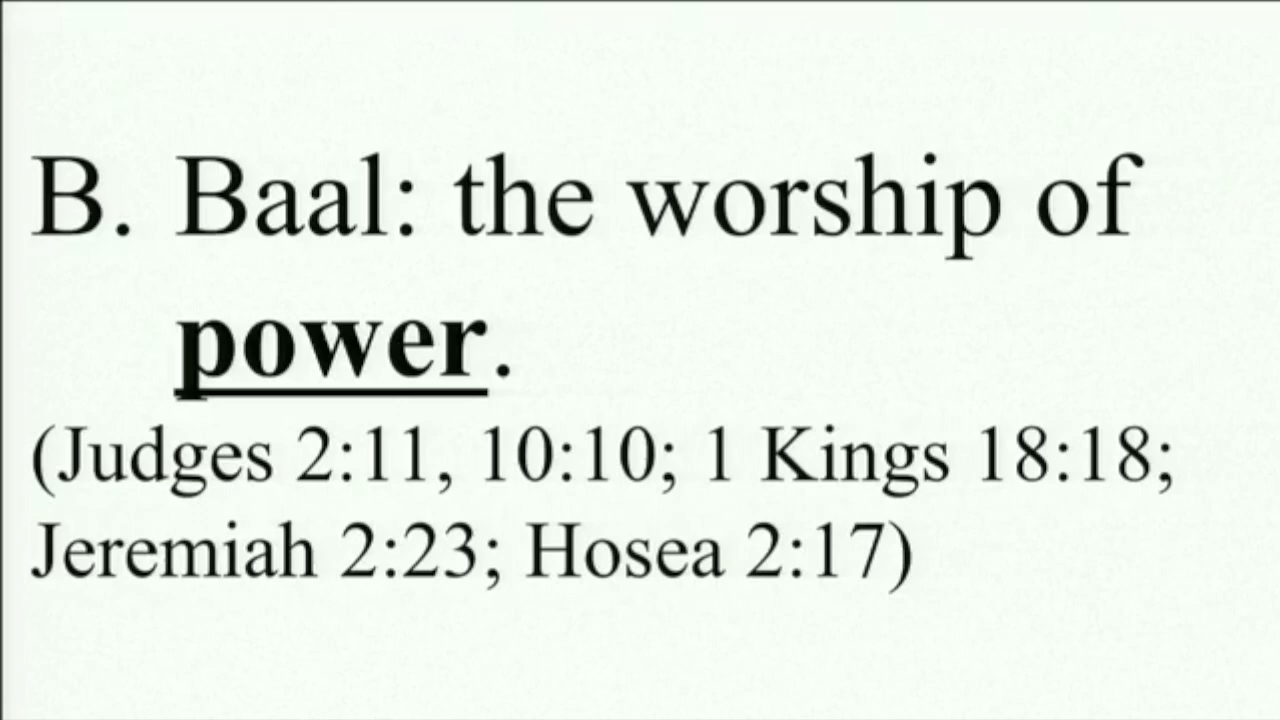 B. Baal: the worship of
power.
(Judges 2:11, 10:10; 1 Kings 18:18;
Jeremiah 2:23; Hosea 2:17)